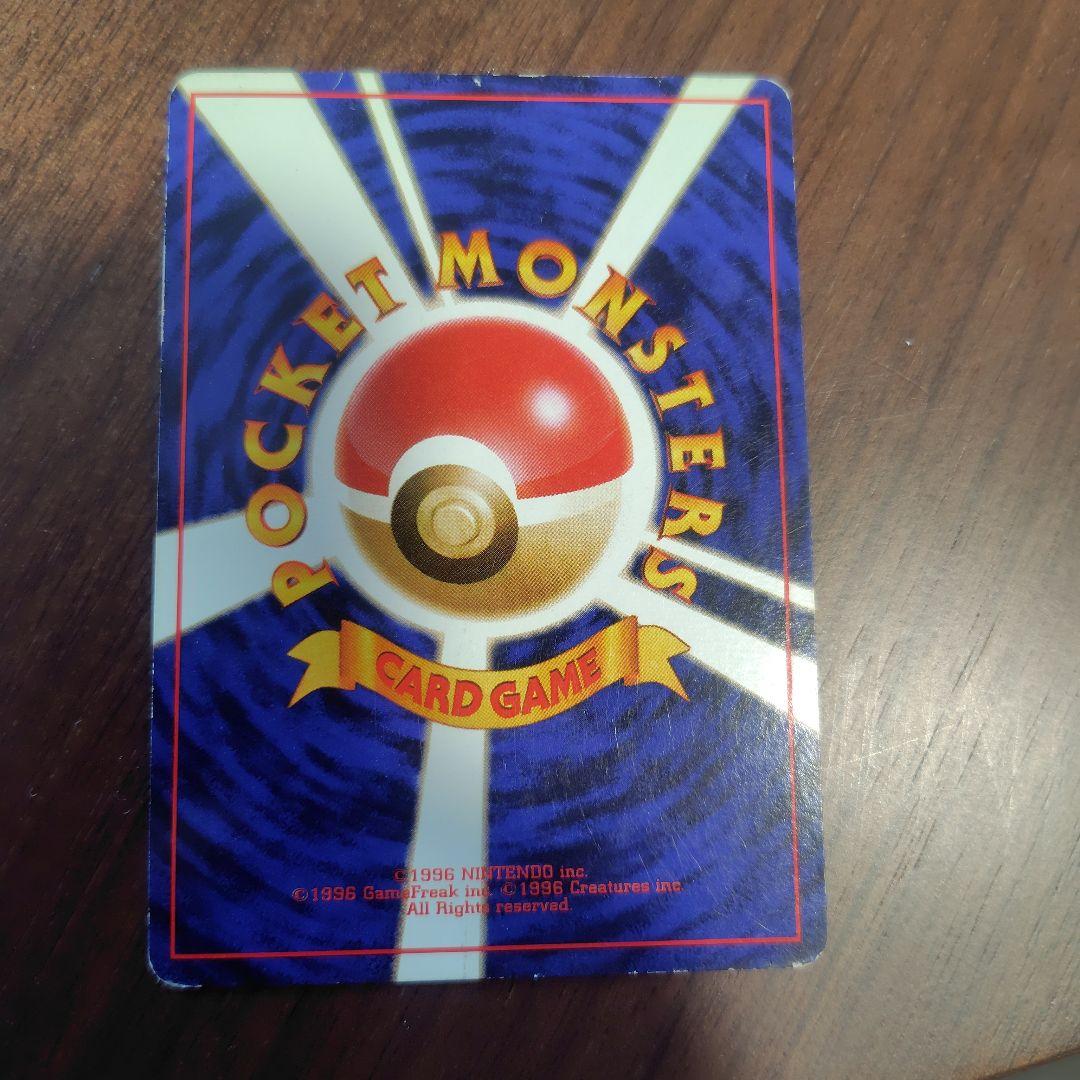 POCKET MONSTERS
CARD GAME
©1996 NINTENDO inc.
©1996 GameFreak inc. ©1996 Creatures inc.
All Rights reserved.